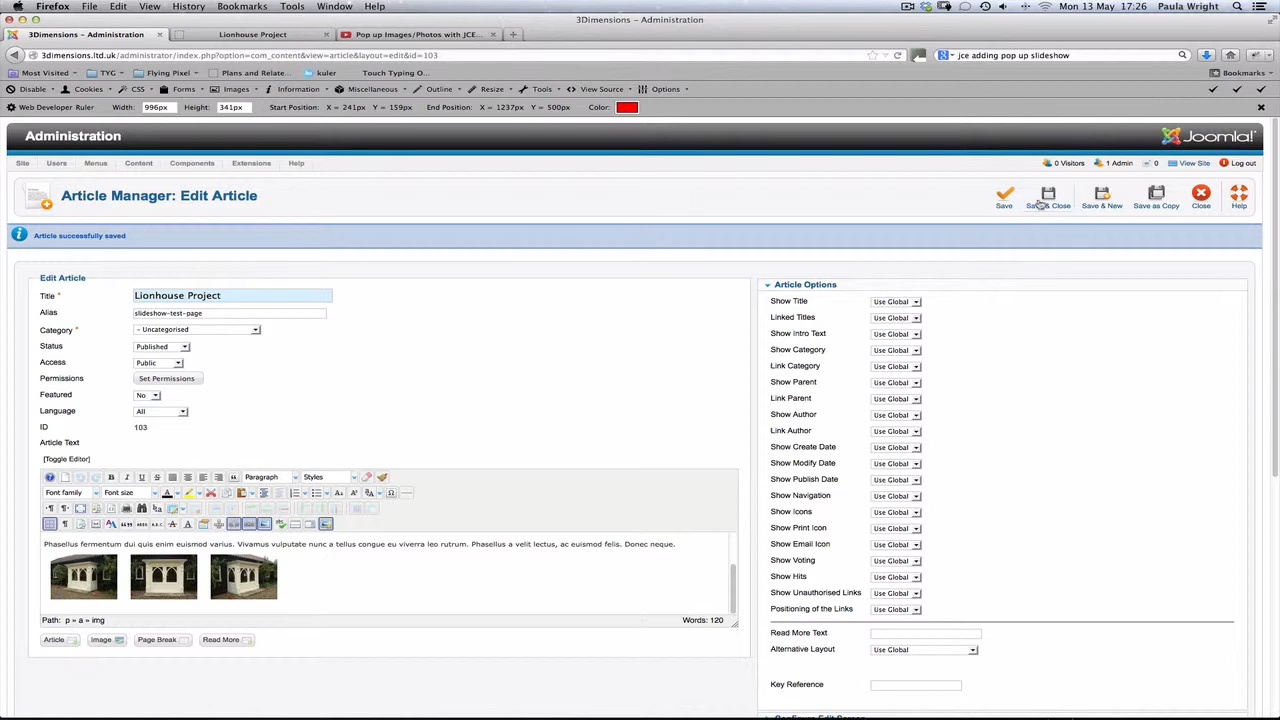 Firefox File Edit View History Bookmarks Tools Window Help Mon 13 May 17:26 Paula Wright
3Dimensions - Administration
3Dimensions - Administration Lionhouse Project Pop up Images/Photos with JCE...
3dimensions.ltd.uk/administrator/index.php?option=com_content&view=article&layout=edit&id=103 jce adding pop up slideshow
Most Visited TYG Flying Pixel Plans and Relate... kuler Touch Typing O... Bookmarks
Disable Cookies CSS Forms Images Information Miscellaneous Outline Resize Tools View Source Options
Web Developer Ruler Width: 996px Height: 341px Start Position: X = 241px Y = 159px End Position: X = 1237px Y = 500px Color:
Administration Joomla!
Site Users Menus Content Components Extensions Help 0 Visitors 1 Admin 0 View Site Log out
Article Manager: Edit Article
Save Save & Close Save & New Save as Copy Close Help
Article successfully saved
Edit Article
Title * Lionhouse Project
Alias slideshow-test-page
Category * - Uncategorised
Status Published
Access Public
Permissions Set Permissions
Featured No
Language All
ID 103
Article Text
[Toggle Editor]
Paragraph Styles
Font family Font size
Phasellus fermentum dui quis enim euismod varius. Vivamus vulputate nunc a tellus congue eu viverra leo rutrum. Phasellus a velit lectus, ac euismod felis. Donec neque.
Path: p » a » img Words: 120
Article Image Page Break Read More
Article Options
Show Title Use Global
Linked Titles Use Global
Show Intro Text Use Global
Show Category Use Global
Link Category Use Global
Show Parent Use Global
Link Parent Use Global
Show Author Use Global
Link Author Use Global
Show Create Date Use Global
Show Modify Date Use Global
Show Publish Date Use Global
Show Navigation Use Global
Show Icons Use Global
Show Print Icon Use Global
Show Email Icon Use Global
Show Voting Use Global
Show Hits Use Global
Show Unauthorised Links Use Global
Positioning of the Links Use Global
Read More Text
Alternative Layout Use Global
Key Reference
Configure Edit Screen